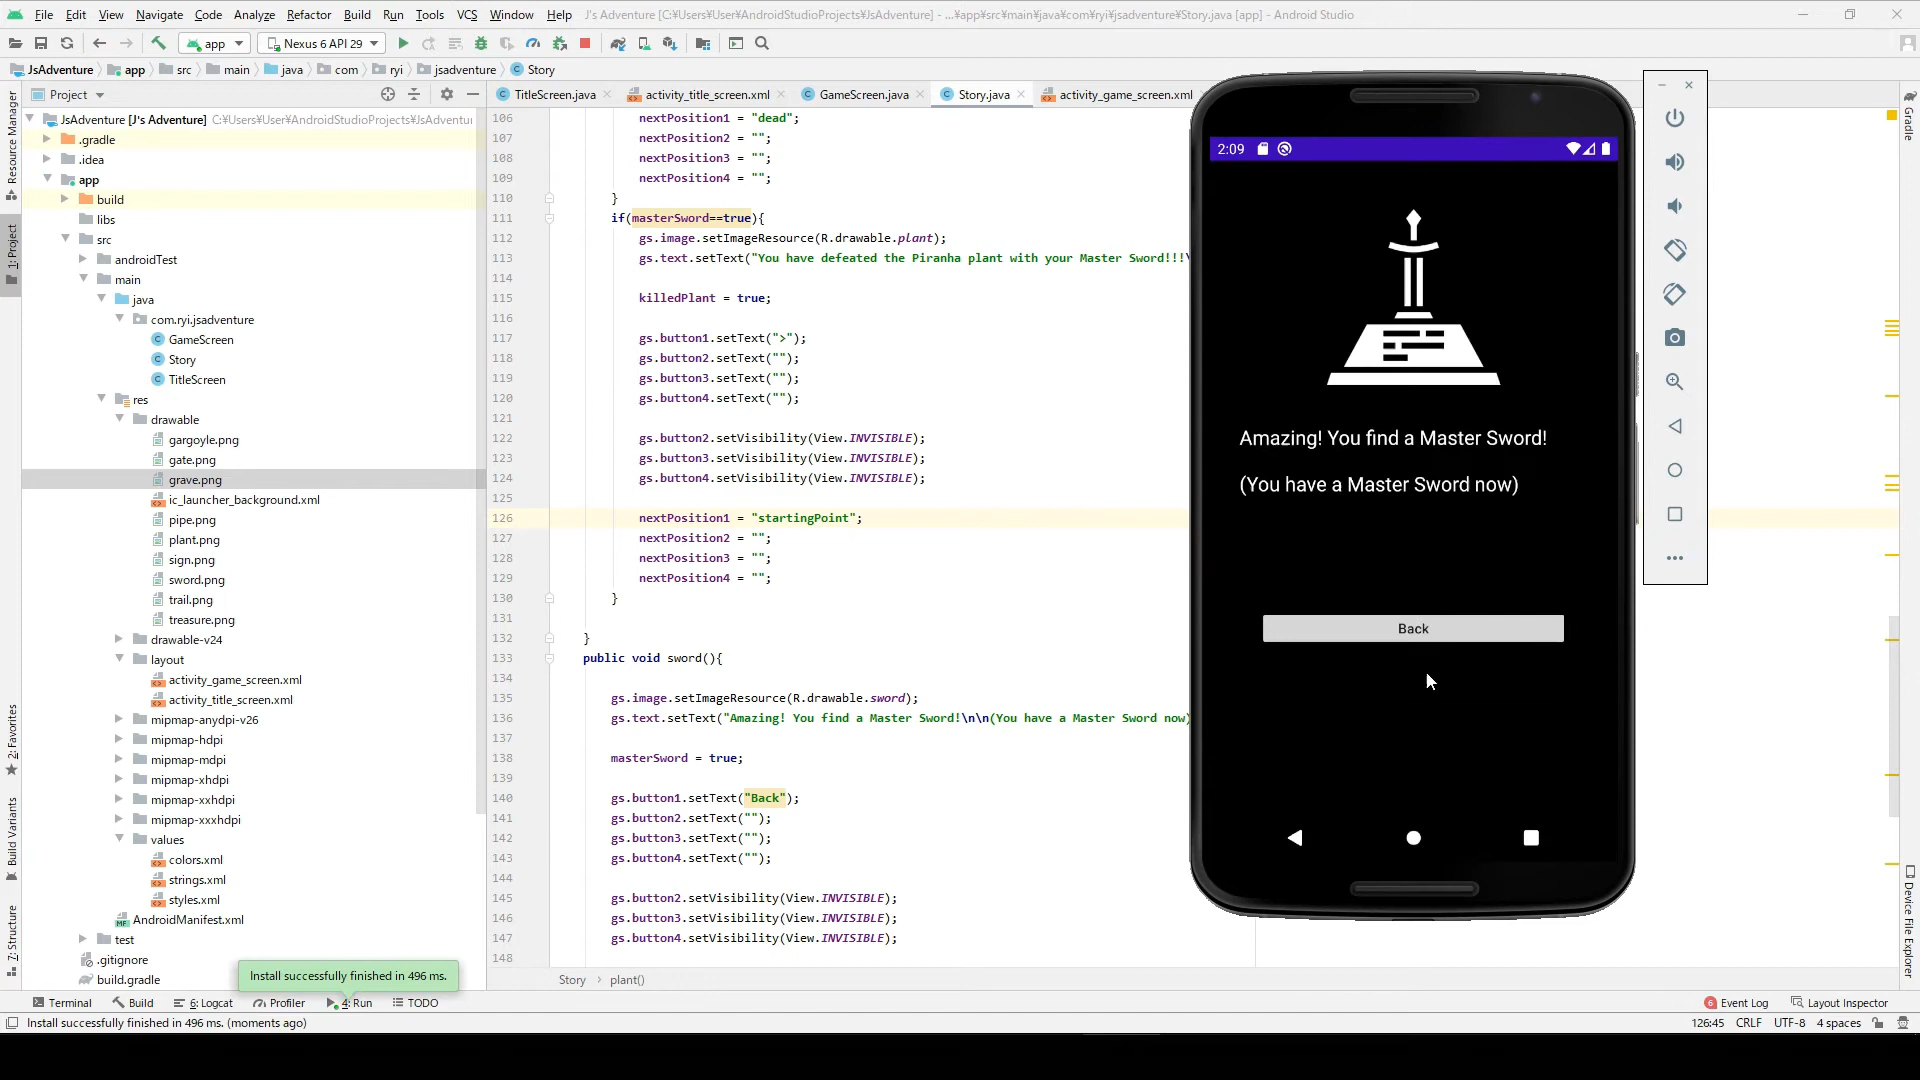 File Edit View Navigate Code Analyze Refactor Build Run Tools VCS Window Help J's Adventure [C:¥Users¥User¥AndroidStudioProjects¥JsAdventure] - ...¥app¥src¥main¥java¥com¥ryi¥jsadventure¥Story.java [app] - Android Studio
app Nexus 6 API 29
JsAdventure app src main java com ryi jsadventure Story
Project TitleScreen.java activity_title_screen.xml GameScreen.java Story.java activity_game_screen.xml
Resource Manager
1: Project
2: Favorites
Build Variants
7: Structure
JsAdventure [J's Adventure] C:¥Users¥User¥AndroidStudioProjects¥JsAdventu
.gradle
.idea
app
build
libs
src
androidTest
main
java
com.ryi.jsadventure
GameScreen
Story
TitleScreen
res
drawable
gargoyle.png
gate.png
grave.png
ic_launcher_background.xml
pipe.png
plant.png
sign.png
sword.png
trail.png
treasure.png
drawable-v24
layout
activity_game_screen.xml
activity_title_screen.xml
mipmap-anydpi-v26
mipmap-hdpi
mipmap-mdpi
mipmap-xhdpi
mipmap-xxhdpi
mipmap-xxxhdpi
values
colors.xml
strings.xml
styles.xml
AndroidManifest.xml
test
.gitignore
build.gradle
106 nextPosition1 = "dead";
107 nextPosition2 = "";
108 nextPosition3 = "";
109 nextPosition4 = "";
110 }
111 if(masterSword==true){
112 gs.image.setImageResource(R.drawable.plant);
113 gs.text.setText("You have defeated the Piranha plant with your Master Sword!!!\
114
115 killedPlant = true;
116
117 gs.button1.setText(">");
118 gs.button2.setText("");
119 gs.button3.setText("");
120 gs.button4.setText("");
121
122 gs.button2.setVisibility(View.INVISIBLE);
123 gs.button3.setVisibility(View.INVISIBLE);
124 gs.button4.setVisibility(View.INVISIBLE);
125
126 nextPosition1 = "startingPoint";
127 nextPosition2 = "";
128 nextPosition3 = "";
129 nextPosition4 = "";
130 }
131
132 }
133 public void sword(){
134
135 gs.image.setImageResource(R.drawable.sword);
136 gs.text.setText("Amazing! You find a Master Sword!\n\n(You have a Master Sword now)
137
138 masterSword = true;
139
140 gs.button1.setText("Back");
141 gs.button2.setText("");
142 gs.button3.setText("");
143 gs.button4.setText("");
144
145 gs.button2.setVisibility(View.INVISIBLE);
146 gs.button3.setVisibility(View.INVISIBLE);
147 gs.button4.setVisibility(View.INVISIBLE);
148
Story > plant()
2:09
Amazing! You find a Master Sword!
(You have a Master Sword now)
Back
Gradle
Device File Explorer
Install successfully finished in 496 ms.
Terminal Build 6: Logcat Profiler 4: Run TODO 6 Event Log Layout Inspector
Install successfully finished in 496 ms. (moments ago) 126:45 CRLF UTF-8 4 spaces